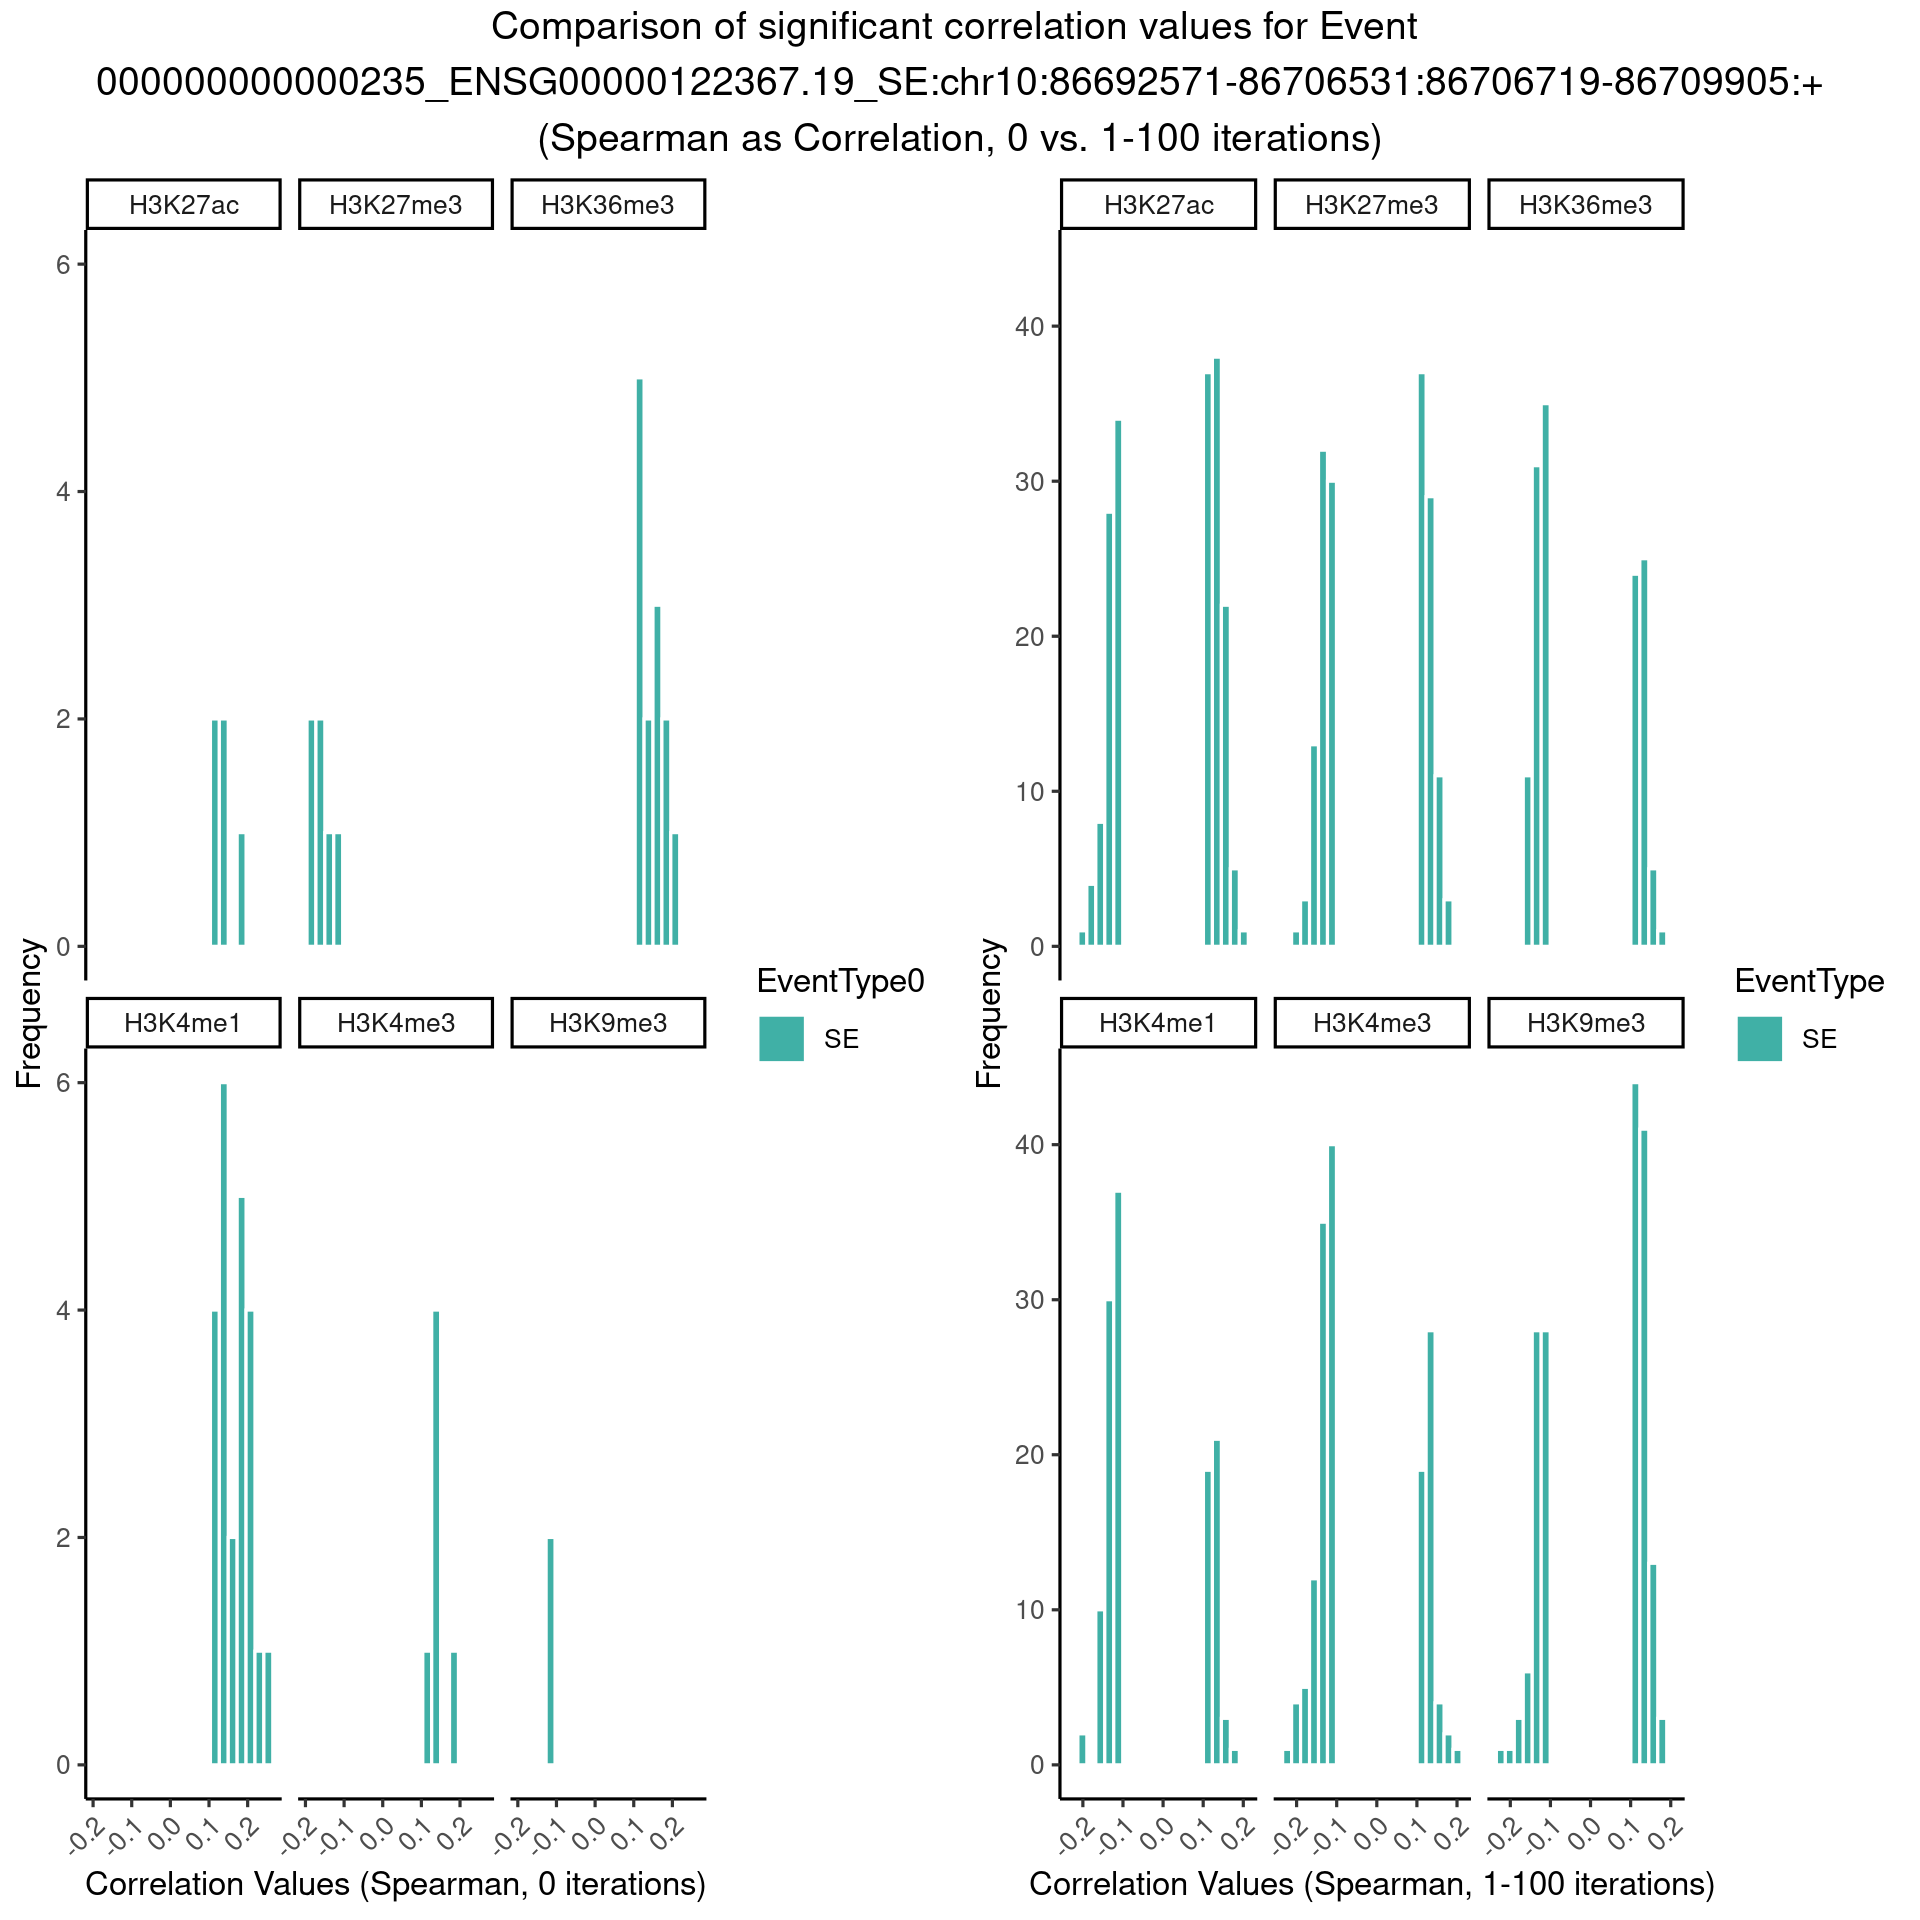 Comparison of significant correlation values for Event
000000000000235_ENSG00000122367.19_SE:chr10:86692571-86706531:86706719-86709905:+
(Spearman as Correlation, 0 vs. 1-100 iterations)
H3K27ac H3K27me3 H3K36me3
6
4
2
0
H3K4me1 H3K4me3 H3K9me3
6
4
2
0
Frequency
-0.2 -0.1 0.0 0.1 0.2 -0.2 -0.1 0.0 0.1 0.2 -0.2 -0.1 0.0 0.1 0.2
Correlation Values (Spearman, 0 iterations)
EventType0
SE
H3K27ac H3K27me3 H3K36me3
40
30
20
10
0
H3K4me1 H3K4me3 H3K9me3
40
30
20
10
0
Frequency
-0.2 -0.1 0.0 0.1 0.2 -0.2 -0.1 0.0 0.1 0.2 -0.2 -0.1 0.0 0.1 0.2
Correlation Values (Spearman, 1-100 iterations)
EventType
SE